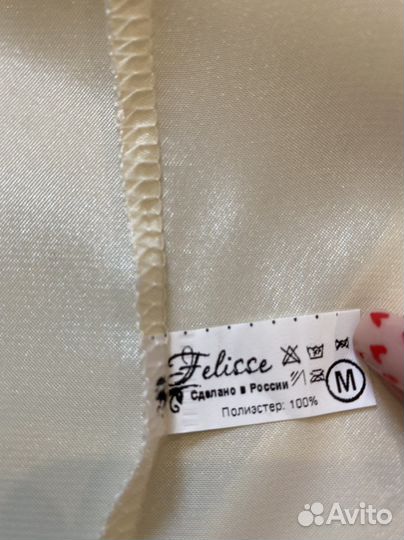 Felisse
Сделано в России
M
Полиэстер: 100%
Avito